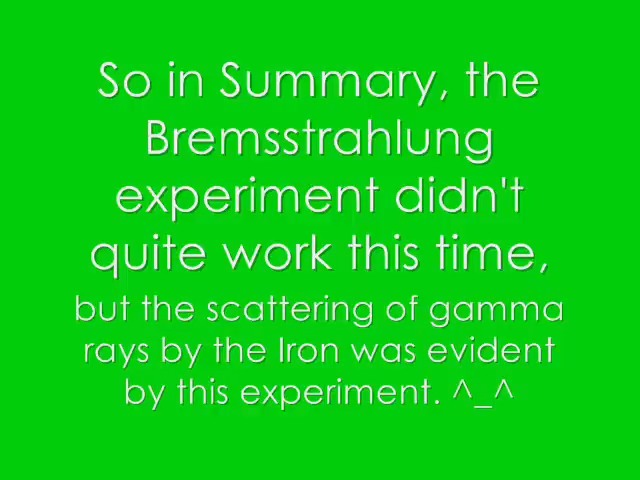 So in Summary, the
Bremsstrahlung
experiment didn't
quite work this time,
but the scattering of gamma
rays by the Iron was evident
by this experiment. ^_^